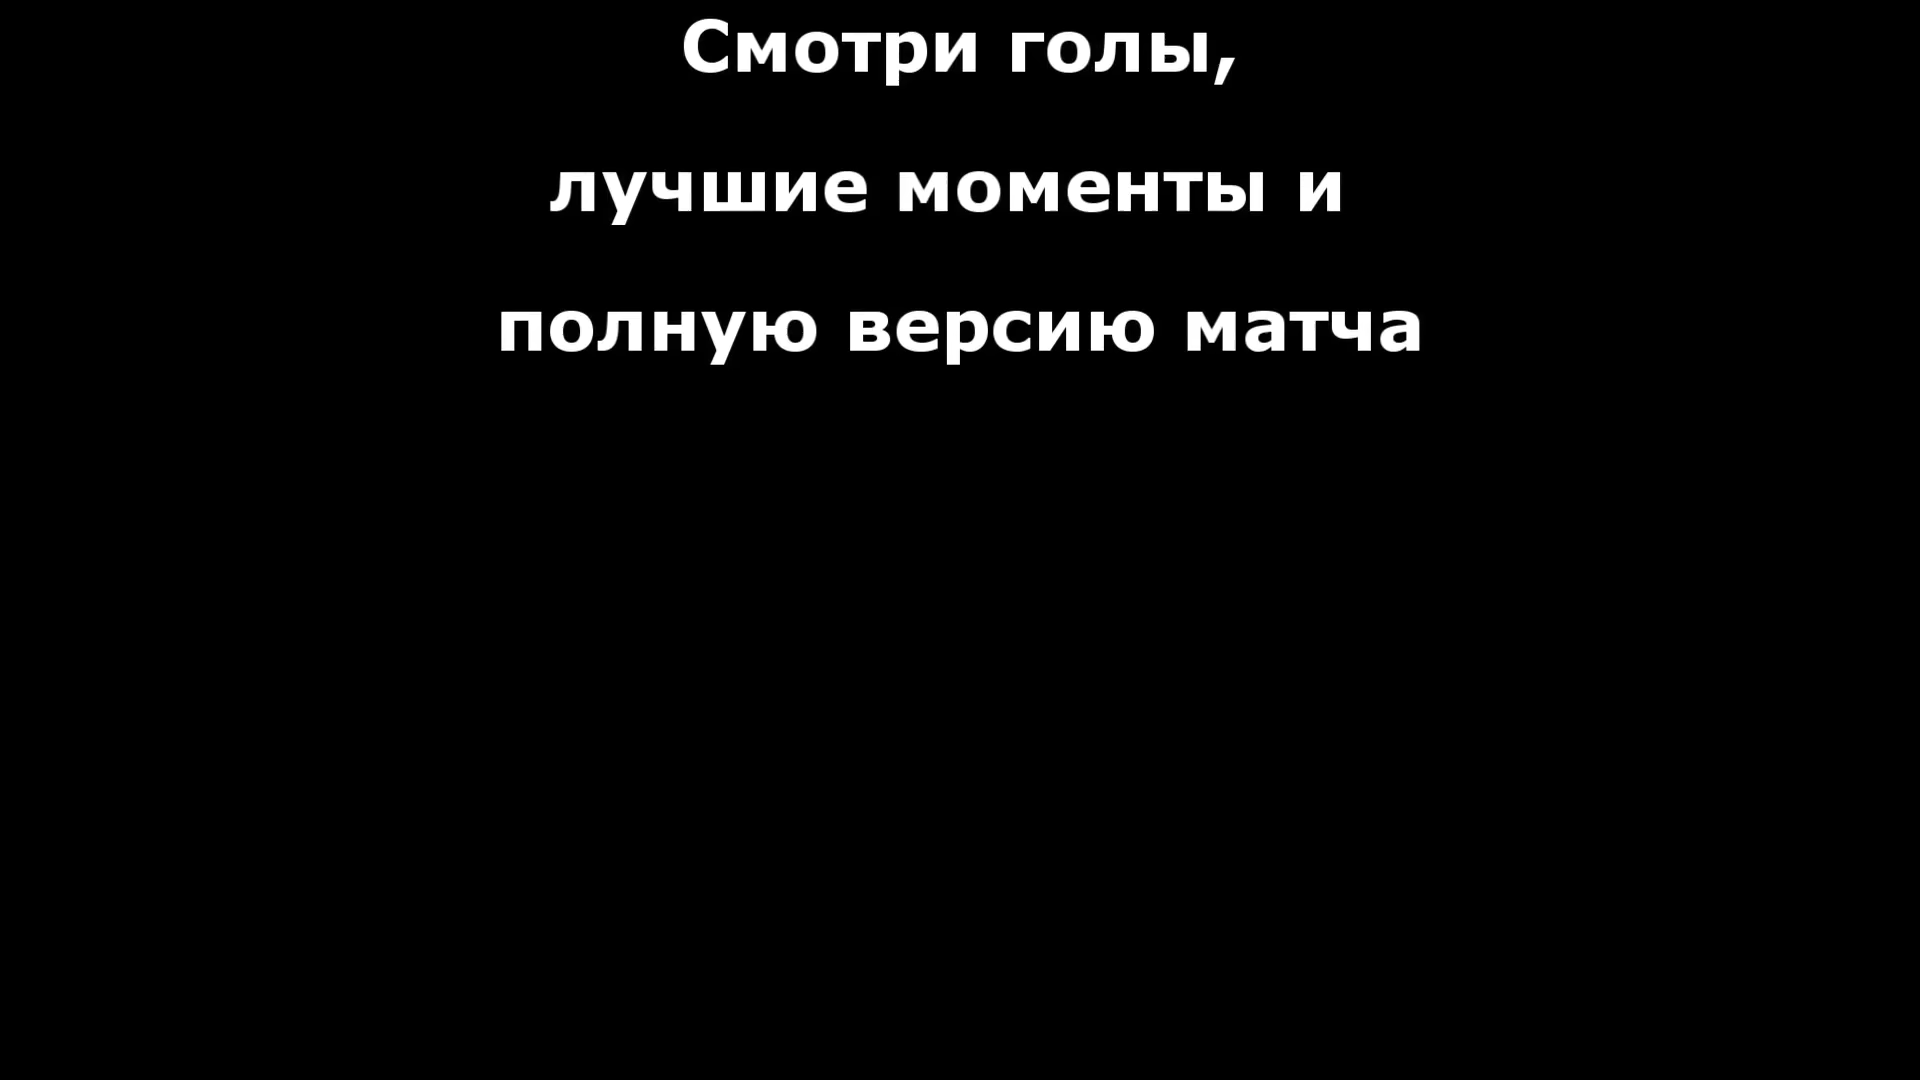 Смотри голы,
лучшие моменты и
полную версию матча